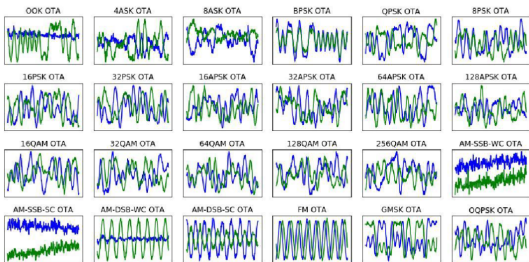 OOK OTA 4ASK OTA 8ASK OTA BPSK OTA QPSK OTA 8PSK OTA
16PSK OTA 32PSK OTA 16APSK OTA 32APSK OTA 64APSK OTA 128APSK OTA
16QAM OTA 32QAM OTA 64QAM OTA 128QAM OTA 256QAM OTA AM-SSB-WC OTA
AM-SSB-SC OTA AM-DSB-WC OTA AM-DSB-SC OTA FM OTA GMSK OTA OQPSK OTA